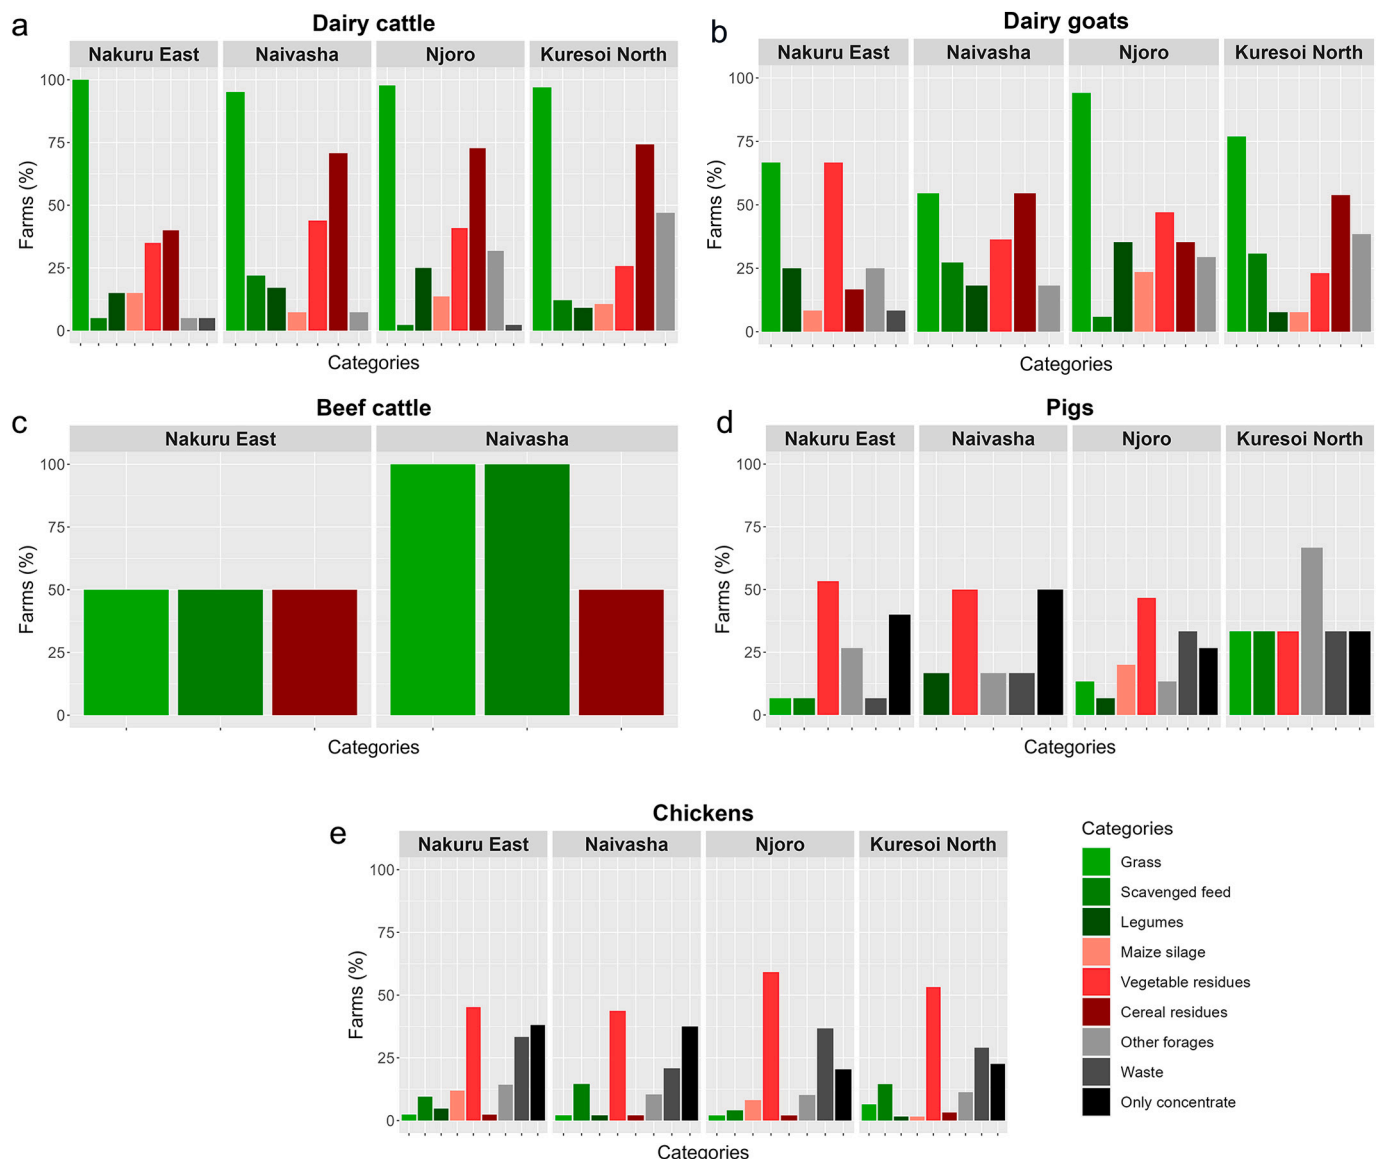 a
Dairy cattle
Nakuru East Naivasha Njoro Kuresoi North
100
75
50
25
0
Farms (%)
Categories
b
Dairy goats
Nakuru East Naivasha Njoro Kuresoi North
100
75
50
25
0
Farms (%)
Categories
c
Beef cattle
Nakuru East Naivasha
100
75
50
25
0
Farms (%)
Categories
d
Pigs
Nakuru East Naivasha Njoro Kuresoi North
100
75
50
25
0
Farms (%)
Categories
e
Chickens
Nakuru East Naivasha Njoro Kuresoi North
100
75
50
25
0
Farms (%)
Categories
Categories
Grass
Scavenged feed
Legumes
Maize silage
Vegetable residues
Cereal residues
Other forages
Waste
Only concentrate